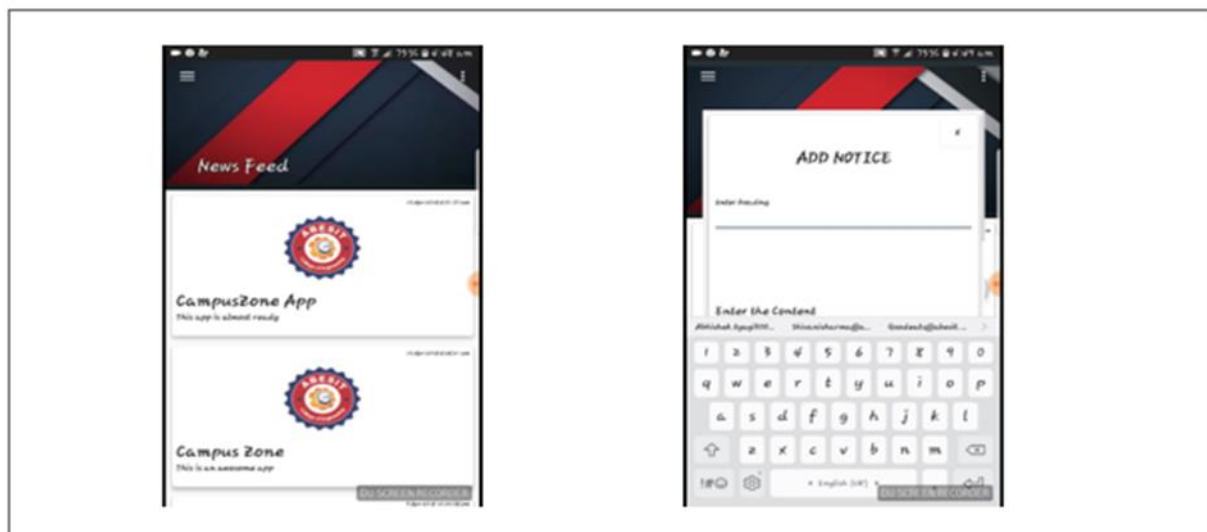 News Feed
ABESIT
CampusZone App
This app is almost ready
ABESIT
Campus Zone
This is an awesome app
DU SCREEN RECORDER
x
ADD NOTICE
Enter Heading
Enter the Content
1 2 3 4 5 6 7 8 9 0
q w e r t y u i o p
a s d f g h j k l
z x c v b n m
!#☺ English (UK) ,
DU SCREEN RECORDER